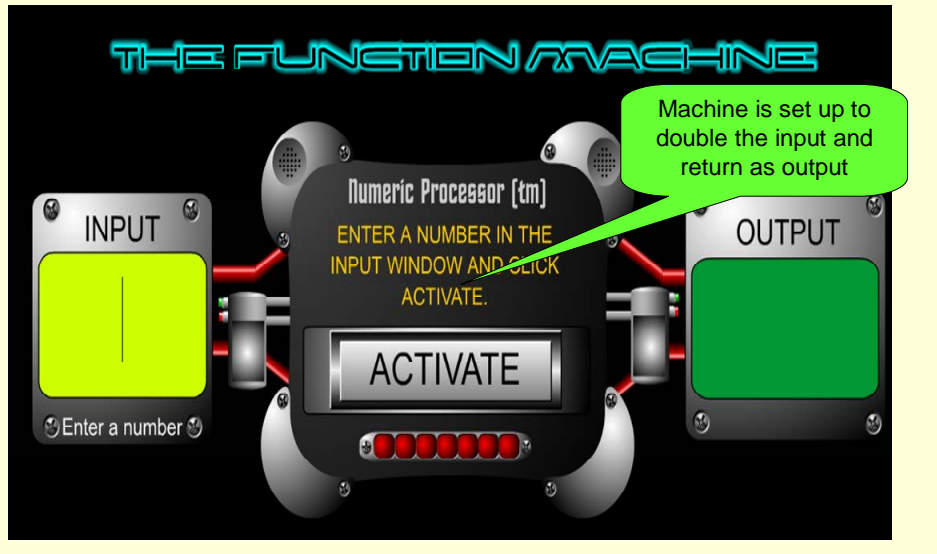 THE FUNCTION MACHINE
Machine is set up to
double the input and
return as output
Numeric Processor (tm)
INPUT
ENTER A NUMBER IN THE
INPUT WINDOW AND CLICK
ACTIVATE.
OUTPUT
ACTIVATE
Enter a number